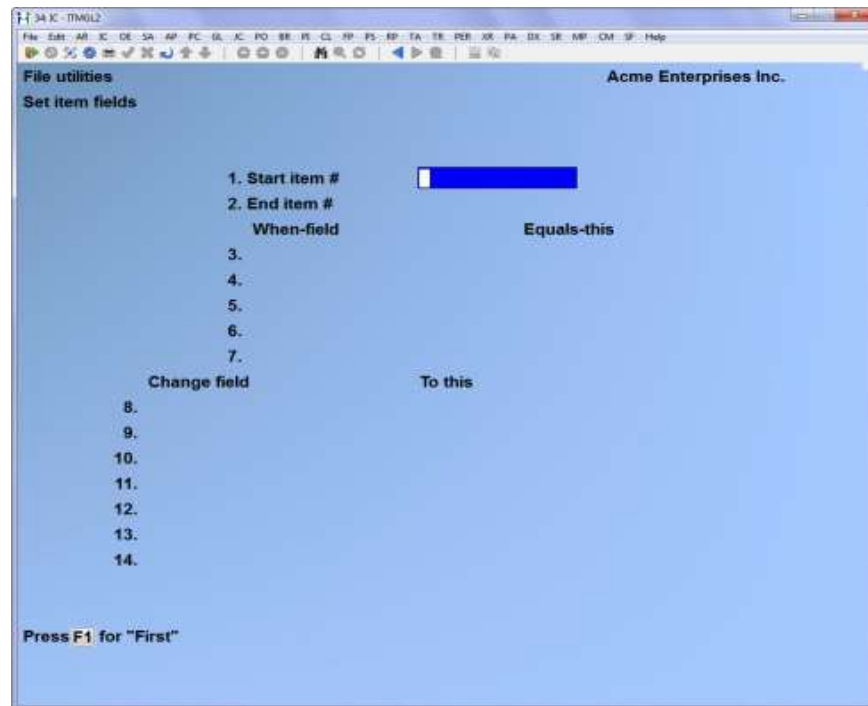 34 IC - ITMGL2
File Edit AR IC OE SA AP PC GL JC PO BR PI CL FP PS RP TA TR PER XR PA DX SR MP CM SF Help
File utilities Acme Enterprises Inc.
Set item fields
1. Start item #
2. End item #
When-field Equals-this
3.
4.
5.
6.
7.
Change field To this
8.
9.
10.
11.
12.
13.
14.
Press F1 for "First"